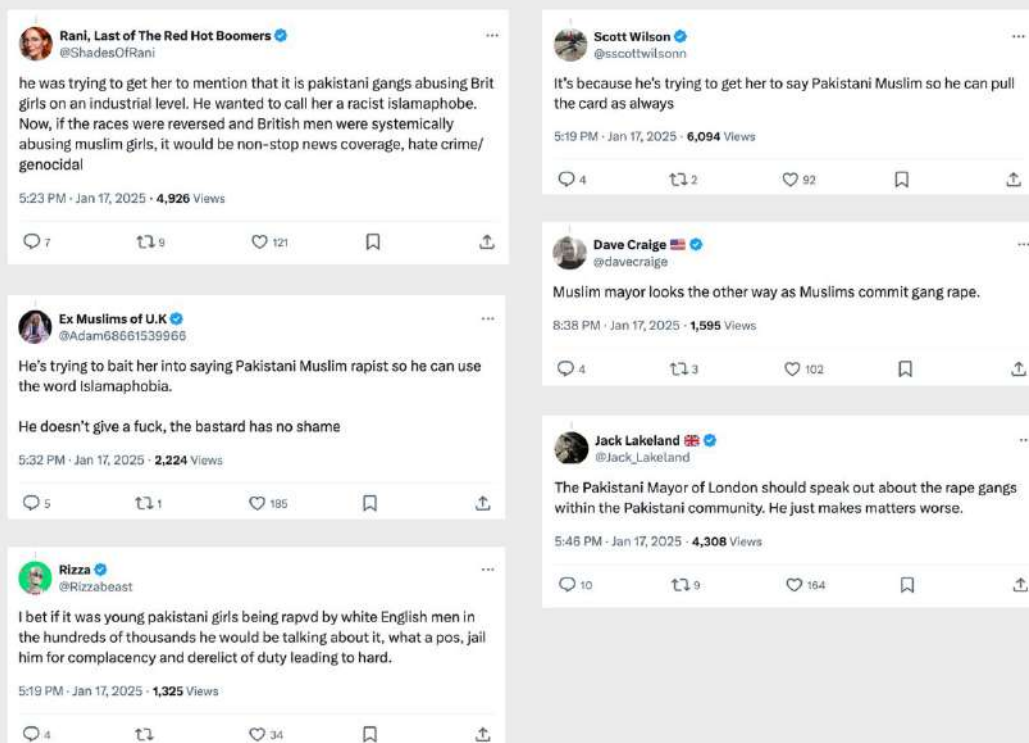 Rani, Last of The Red Hot Boomers
@ShadesOfRani
he was trying to get her to mention that it is pakistani gangs abusing Brit
girls on an industrial level. He wanted to call her a racist islamaphobe.
Now, if the races were reversed and British men were systemically
abusing muslim girls, it would be non-stop news coverage, hate crime/
genocidal
5:23 PM · Jan 17, 2025 · 4,926 Views
7 9 121
Ex Muslims of U.K
@Adam68661539966
He's trying to bait her into saying Pakistani Muslim rapist so he can use
the word Islamaphobia.
He doesn't give a fuck, the bastard has no shame
5:32 PM · Jan 17, 2025 · 2,224 Views
5 1 185
Rizza
@Rizzabeast
I bet if it was young pakistani girls being rapvd by white English men in
the hundreds of thousands he would be talking about it, what a pos, jail
him for complacency and derelict of duty leading to hard.
5:19 PM · Jan 17, 2025 · 1,325 Views
4 34
Scott Wilson
@sscottwilsonn
It's because he's trying to get her to say Pakistani Muslim so he can pull
the card as always
5:19 PM · Jan 17, 2025 · 6,094 Views
4 2 92
Dave Craige 🇺🇸
@davecraige
Muslim mayor looks the other way as Muslims commit gang rape.
8:38 PM · Jan 17, 2025 · 1,595 Views
4 3 102
Jack Lakeland 🇬🇧
@Jack_Lakeland
The Pakistani Mayor of London should speak out about the rape gangs
within the Pakistani community. He just makes matters worse.
5:46 PM · Jan 17, 2025 · 4,308 Views
10 9 164